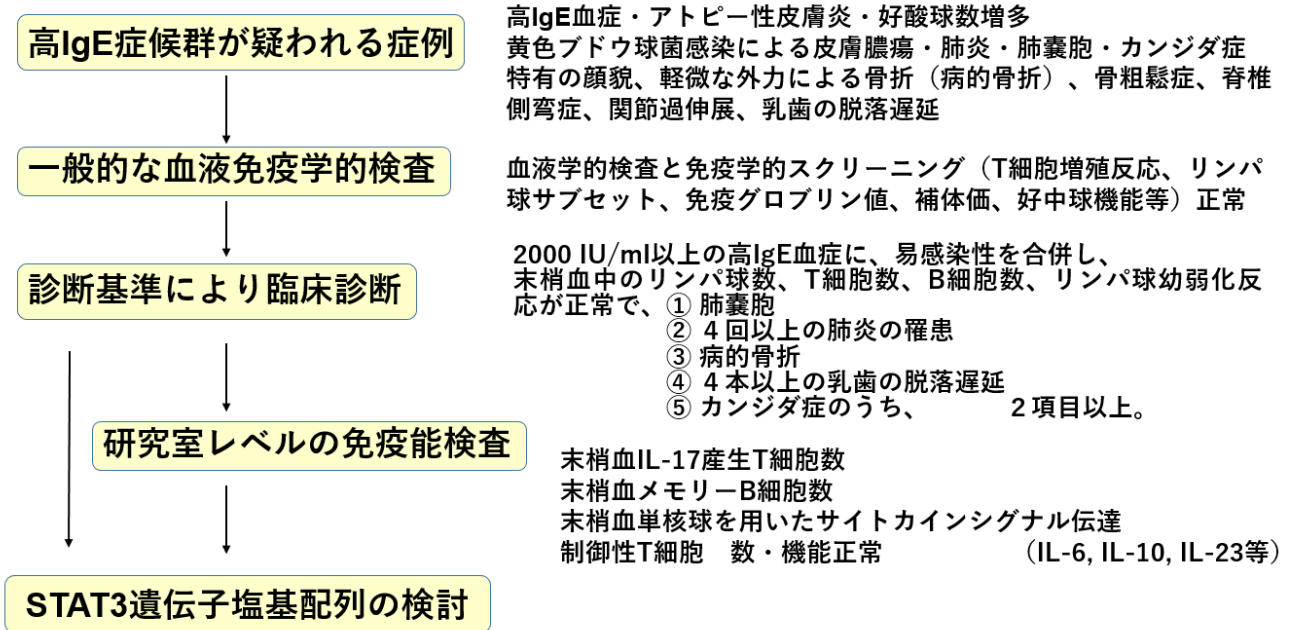 高IgE症候群が疑われる症例
高IgE血症・アトピー性皮膚炎・好酸球数増多
黄色ブドウ球菌感染による皮膚膿瘍・肺炎・肺嚢胞・カンジダ症
特有の顔貌、軽微な外力による骨折（病的骨折）、骨粗鬆症、脊椎
側弯症、関節過伸展、乳歯の脱落遅延
一般的な血液免疫学的検査
血液学的検査と免疫学的スクリーニング（T細胞増殖反応、リンパ
球サブセット、免疫グロブリン値、補体価、好中球機能等）正常
診断基準により臨床診断
2000 IU/ml以上の高IgE血症に、易感染性を合併し、
末梢血中のリンパ球数、T細胞数、B細胞数、リンパ球幼弱化反
応が正常で、① 肺嚢胞
② ４回以上の肺炎の罹患
③ 病的骨折
④ ４本以上の乳歯の脱落遅延
⑤ カンジダ症のうち、　２項目以上。
研究室レベルの免疫能検査
末梢血IL-17産生T細胞数
末梢血メモリーB細胞数
末梢血単核球を用いたサイトカインシグナル伝達
制御性T細胞　数・機能正常　（IL-6, IL-10, IL-23等）
STAT3遺伝子塩基配列の検討